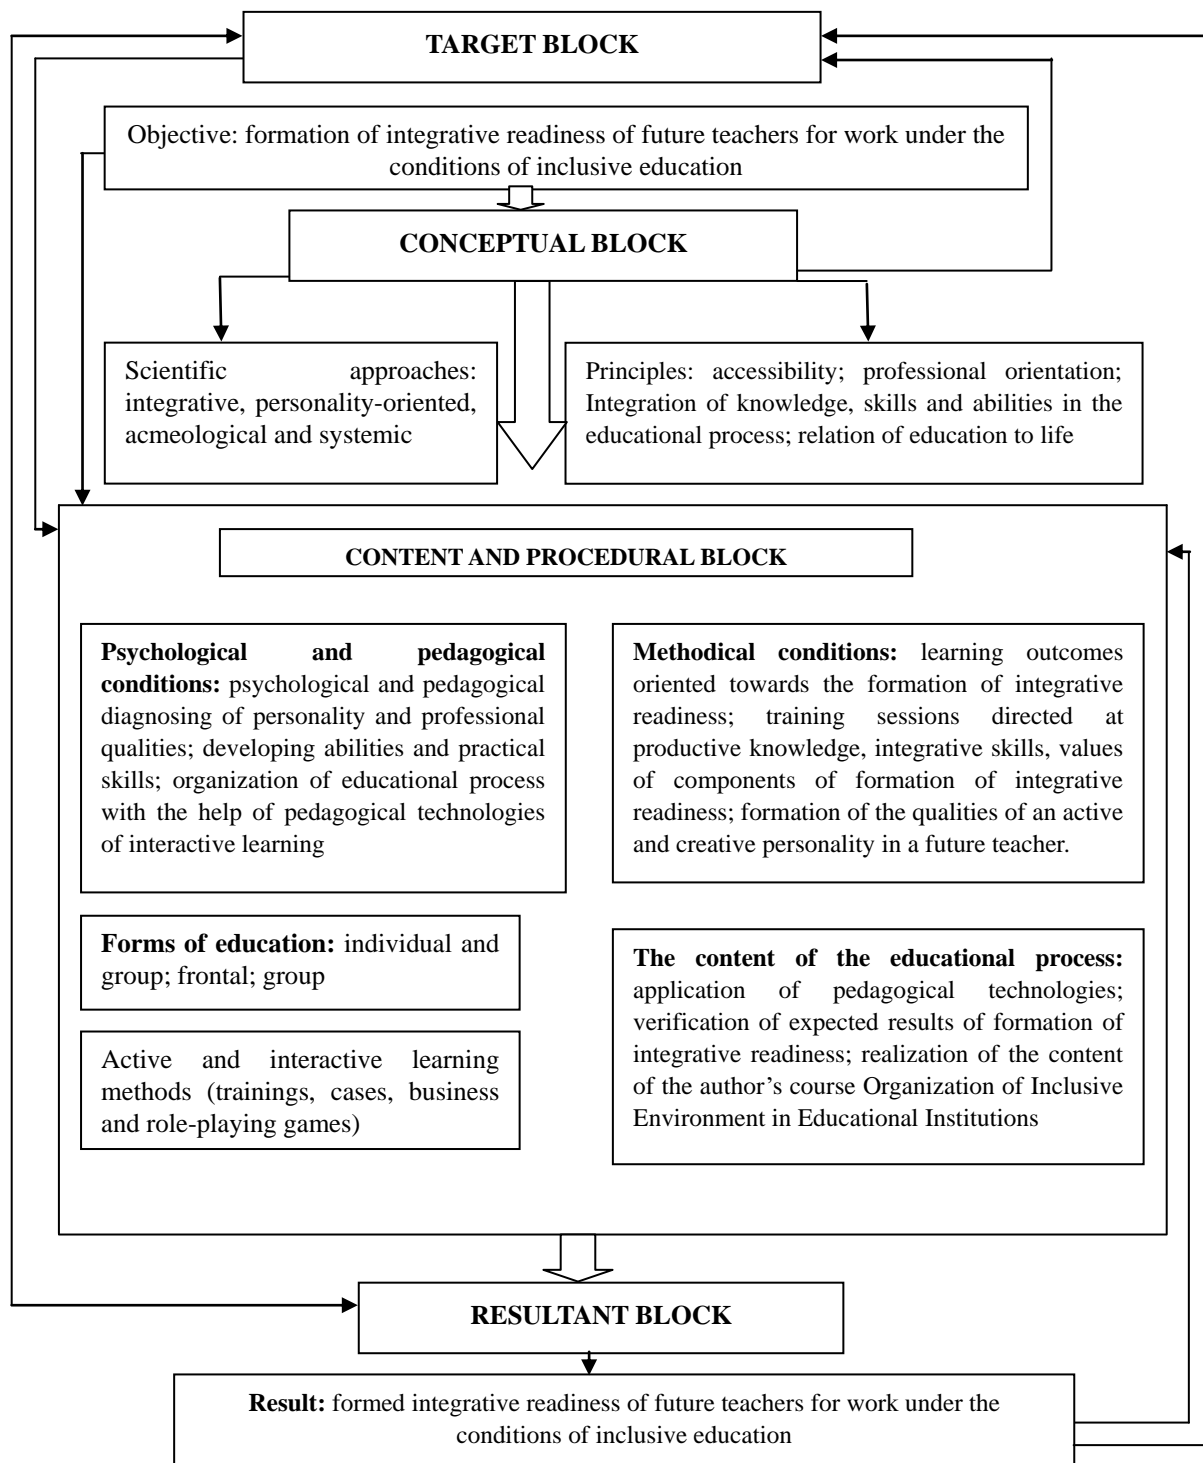 TARGET BLOCK
Objective: formation of integrative readiness of future teachers for work under the
conditions of inclusive education
CONCEPTUAL BLOCK
Scientific approaches:
integrative, personality-oriented,
acmeological and systemic
Principles: accessibility; professional orientation;
Integration of knowledge, skills and abilities in the
educational process; relation of education to life
CONTENT AND PROCEDURAL BLOCK
Psychological and pedagogical
conditions: psychological and pedagogical
diagnosing of personality and professional
qualities; developing abilities and practical
skills; organization of educational process
with the help of pedagogical technologies
of interactive learning
Methodical conditions: learning outcomes
oriented towards the formation of integrative
readiness; training sessions directed at
productive knowledge, integrative skills, values
of components of formation of integrative
readiness; formation of the qualities of an active
and creative personality in a future teacher.
Forms of education: individual and
group; frontal; group
Active and interactive learning
methods (trainings, cases, business
and role-playing games)
The content of the educational process:
application of pedagogical technologies;
verification of expected results of formation of
integrative readiness; realization of the content
of the author's course Organization of Inclusive
Environment in Educational Institutions
RESULTANT BLOCK
Result: formed integrative readiness of future teachers for work under the
conditions of inclusive education